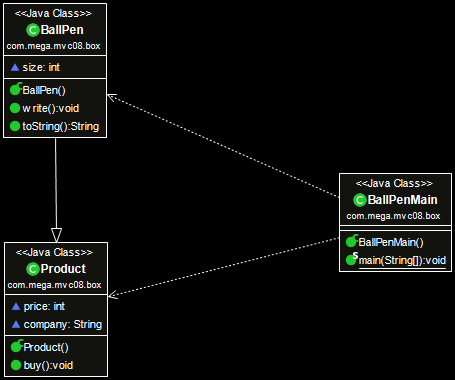 <<Java Class>>
BallPen
com.mega.mvc08.box
size: int
BallPen()
write():void
toString():String
<<Java Class>>
BallPenMain
com.mega.mvc08.box
BallPenMain()
main(String[]):void
<<Java Class>>
Product
com.mega.mvc08.box
price: int
company: String
Product()
buy():void